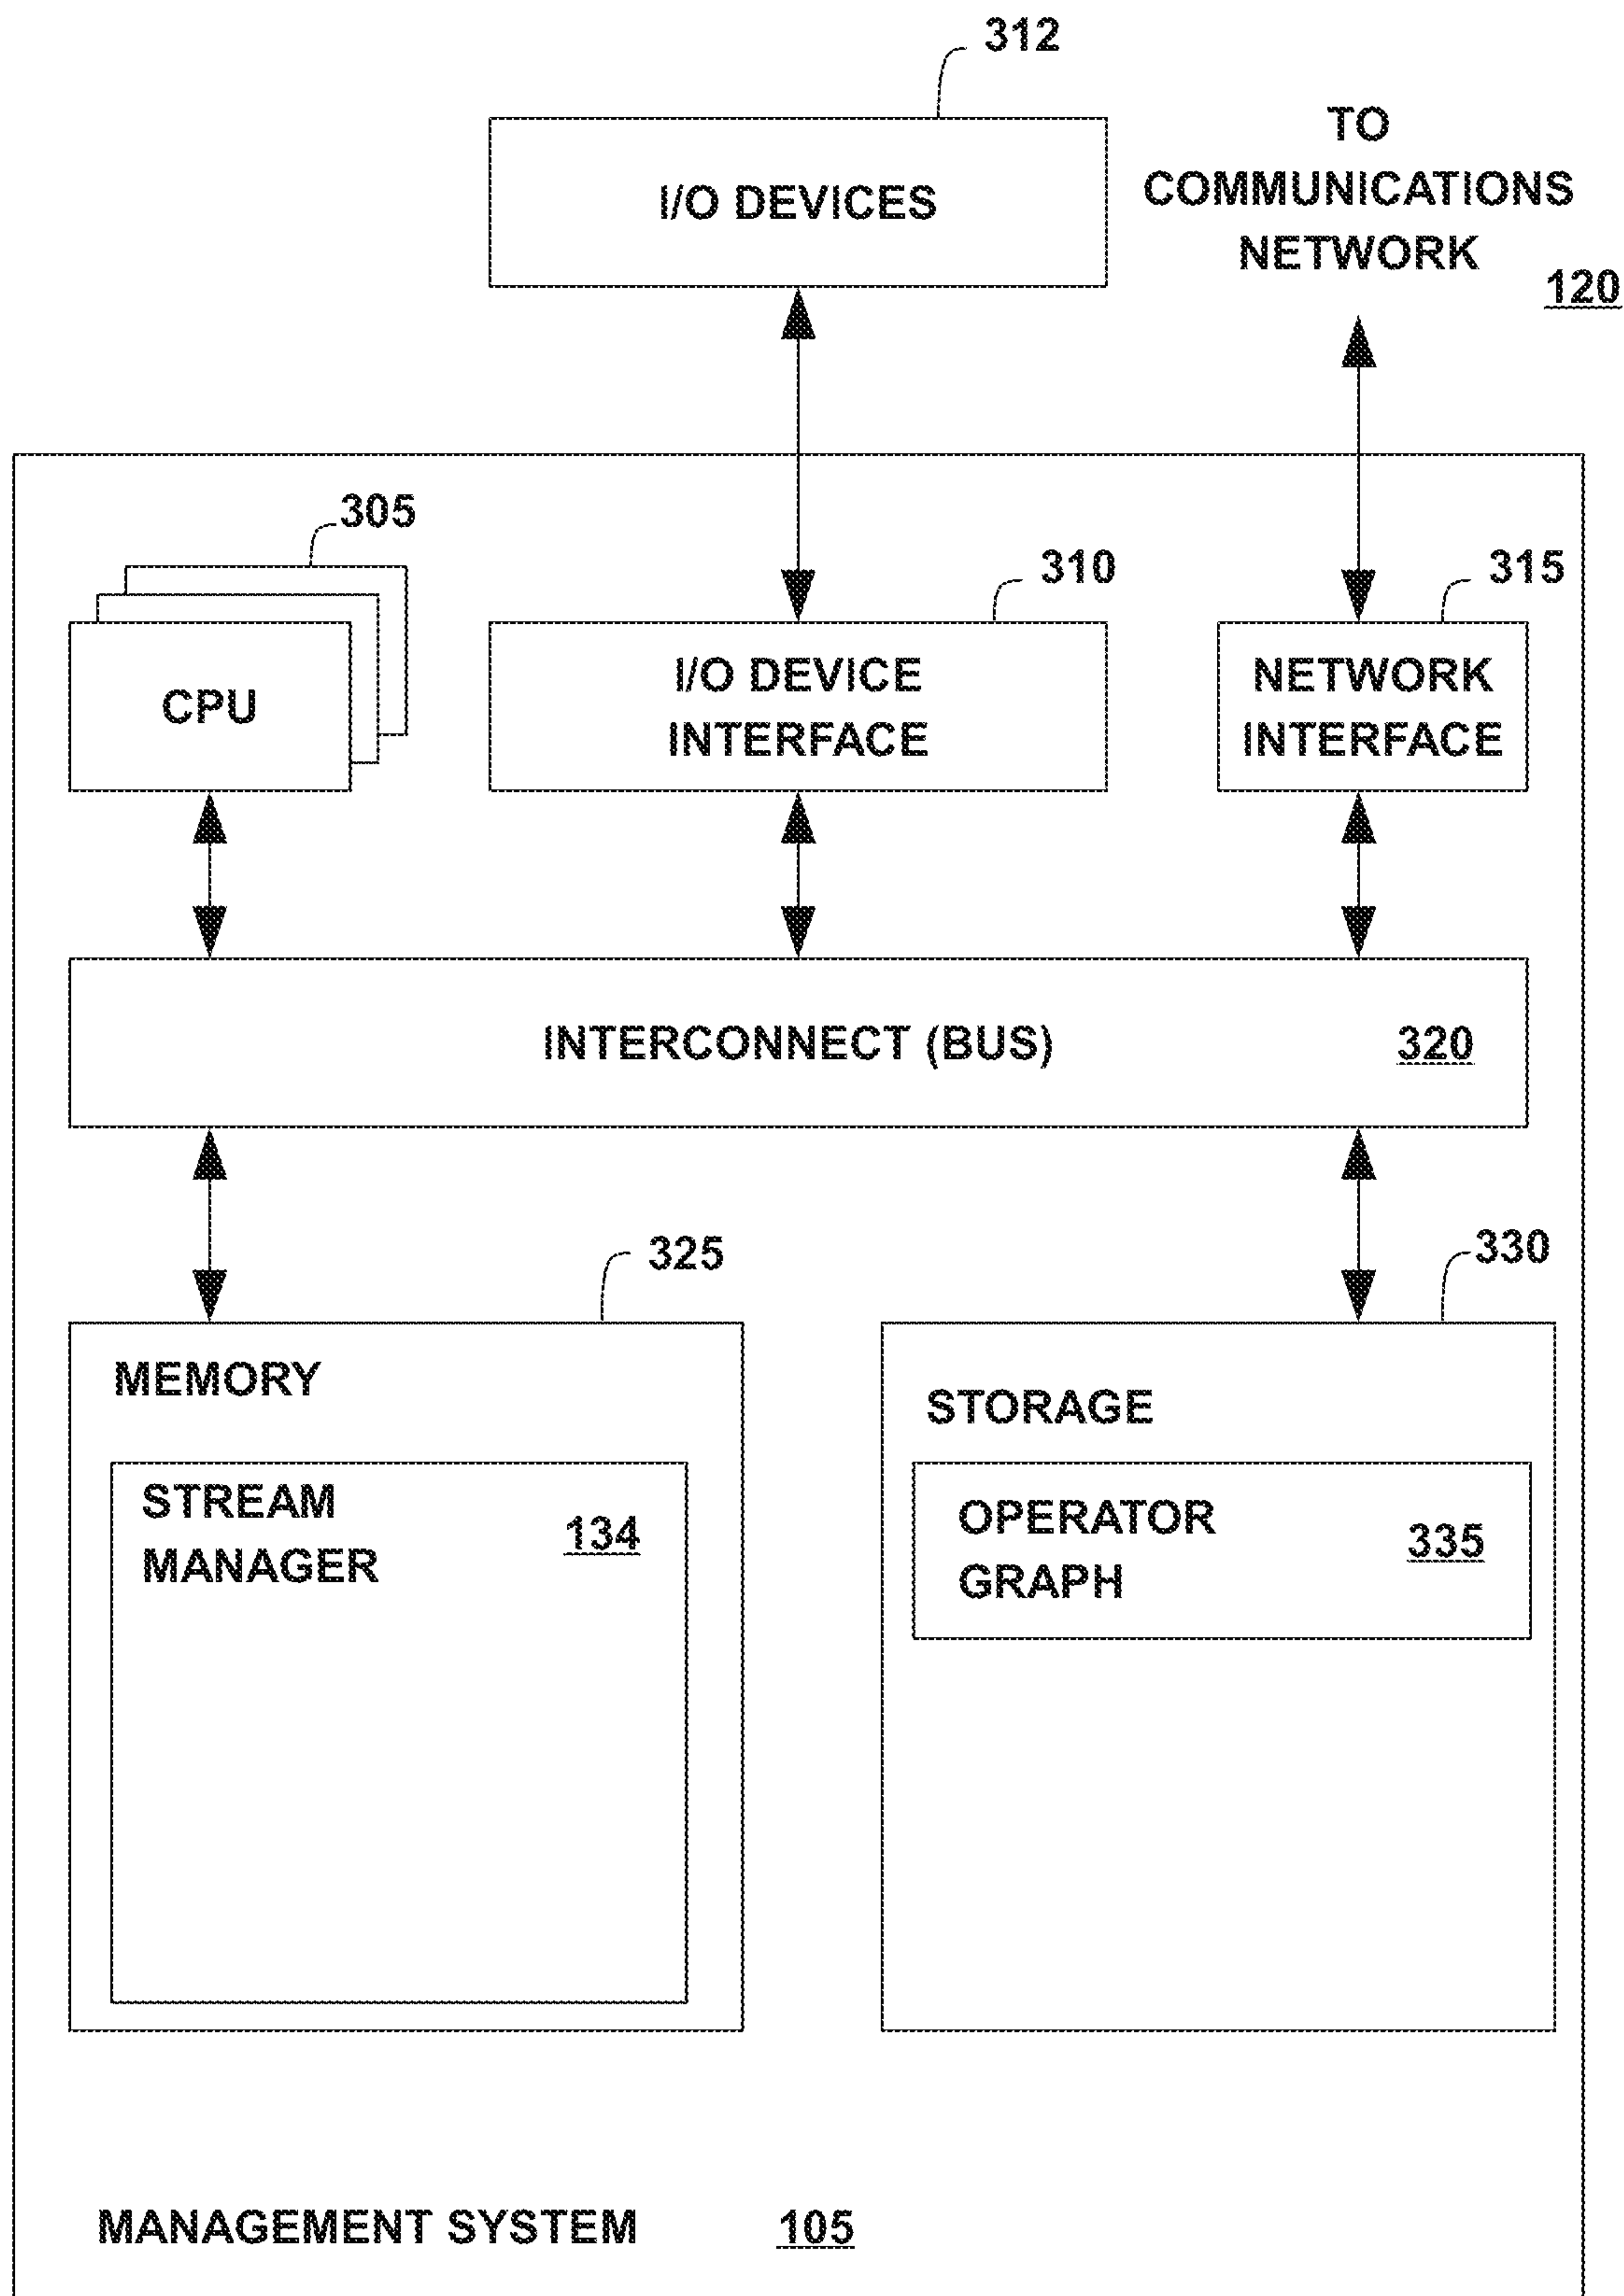 312
I/O DEVICES
TO
COMMUNICATIONS
NETWORK
120
305
310
315
CPU
I/O DEVICE
INTERFACE
NETWORK
INTERFACE
INTERCONNECT (BUS)
320
325
330
MEMORY
STORAGE
STREAM
MANAGER
134
OPERATOR
GRAPH
335
MANAGEMENT SYSTEM
105